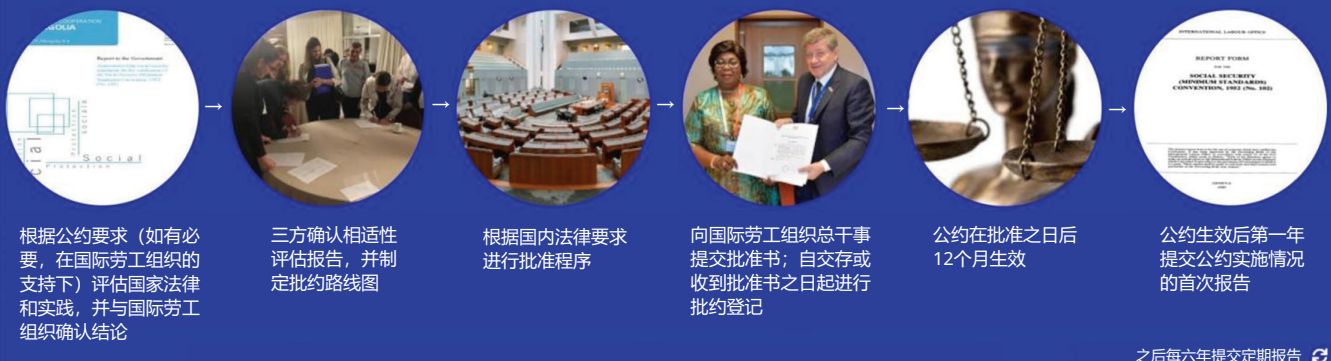 COOPERATION
GOLIA
Report to the Government
Social
Protection
INTERNATIONAL LABOUR OFFICE
REPORT FORM
FOR THE
SOCIAL SECURITY
(MINIMUM STANDARDS)
CONVENTION, 1952 (No. 102)
GENEVA
→
→
→
→
→
根据公约要求（如有必
要，在国际劳工组织的
支持下）评估国家法律
和实践，并与国际劳工
组织确认结论
三方确认相适性
评估报告，并制
定批约路线图
根据国内法律要求
进行批准程序
向国际劳工组织总干事
提交批准书；自交存或
收到批准书之日起进行
批约登记
公约在批准之日后
12个月生效
公约生效后第一年
提交公约实施情况
的首次报告
之后每六年提交定期报告